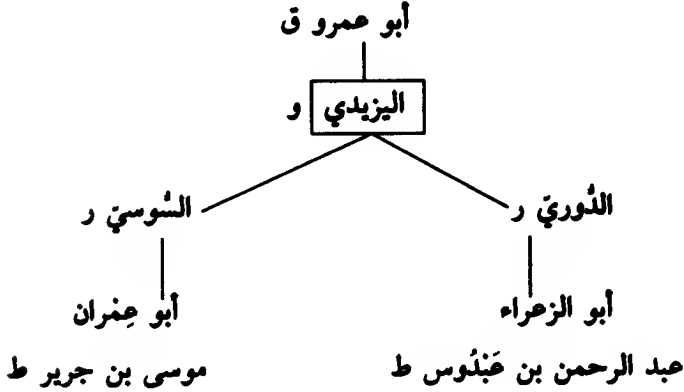 أبو عمرو ق
اليزيدي و
الدُّوريّ ر
السُّوسيّ ر
أبو الزعراء
أبو عِمْران
عبد الرحمن بن عَبْدُوس ط
موسى بن جرير ط